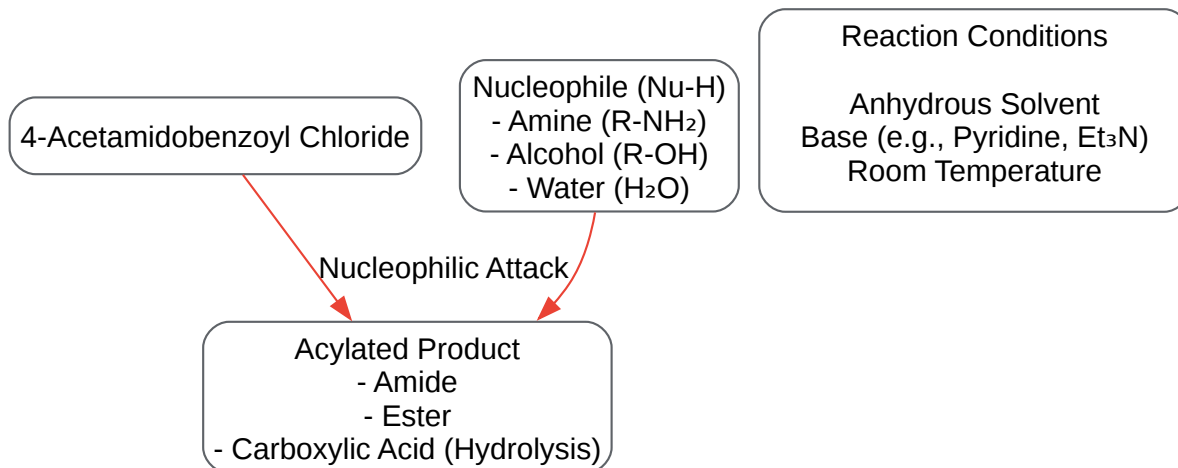 4-Acetamidobenzoyl Chloride
Nucleophile (Nu-H)
- Amine (R-NH₂)
- Alcohol (R-OH)
- Water (H₂O)
Reaction Conditions
Anhydrous Solvent
Base (e.g., Pyridine, Et₃N)
Room Temperature
Nucleophilic Attack
Acylated Product
- Amide
- Ester
- Carboxylic Acid (Hydrolysis)